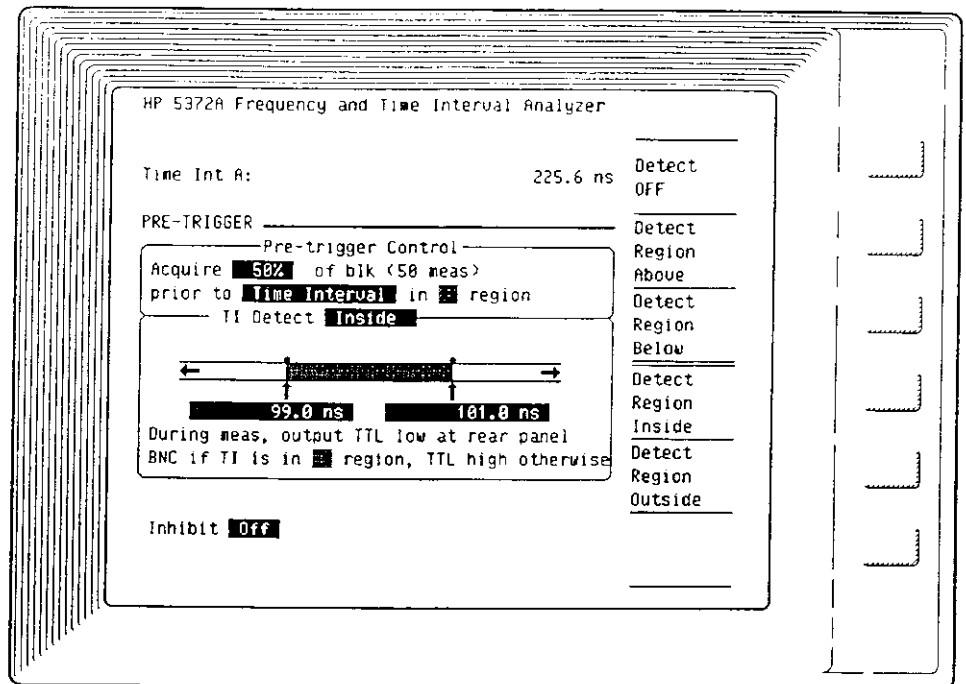 HP 5372A Frequency and Time Interval Analyzer
Time Int A: 225.6 ns
PRE-TRIGGER
Pre-trigger Control
Acquire 50% of blk (50 meas)
prior to Time Interval in region
TI Detect Inside
99.0 ns 101.0 ns
During meas, output TTL low at rear panel
BNC if TI is in region, TTL high otherwise
Inhibit Off
Detect
OFF
Detect
Region
Above
Detect
Region
Below
Detect
Region
Inside
Detect
Region
Outside